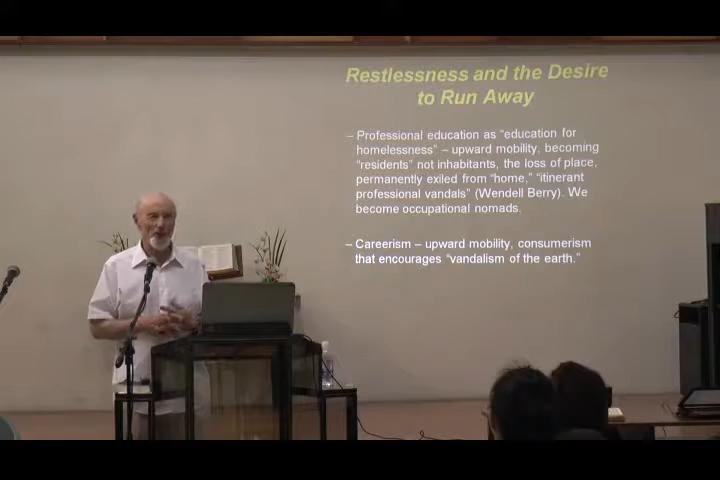 Restlessness and the Desire
to Run Away
– Professional education as “education for
homelessness” – upward mobility, becoming
“residents” not inhabitants, the loss of place,
permanently exiled from “home,” “itinerant
professional vandals” (Wendell Berry). We
become occupational nomads.
– Careerism – upward mobility, consumerism
that encourages “vandalism of the earth.”